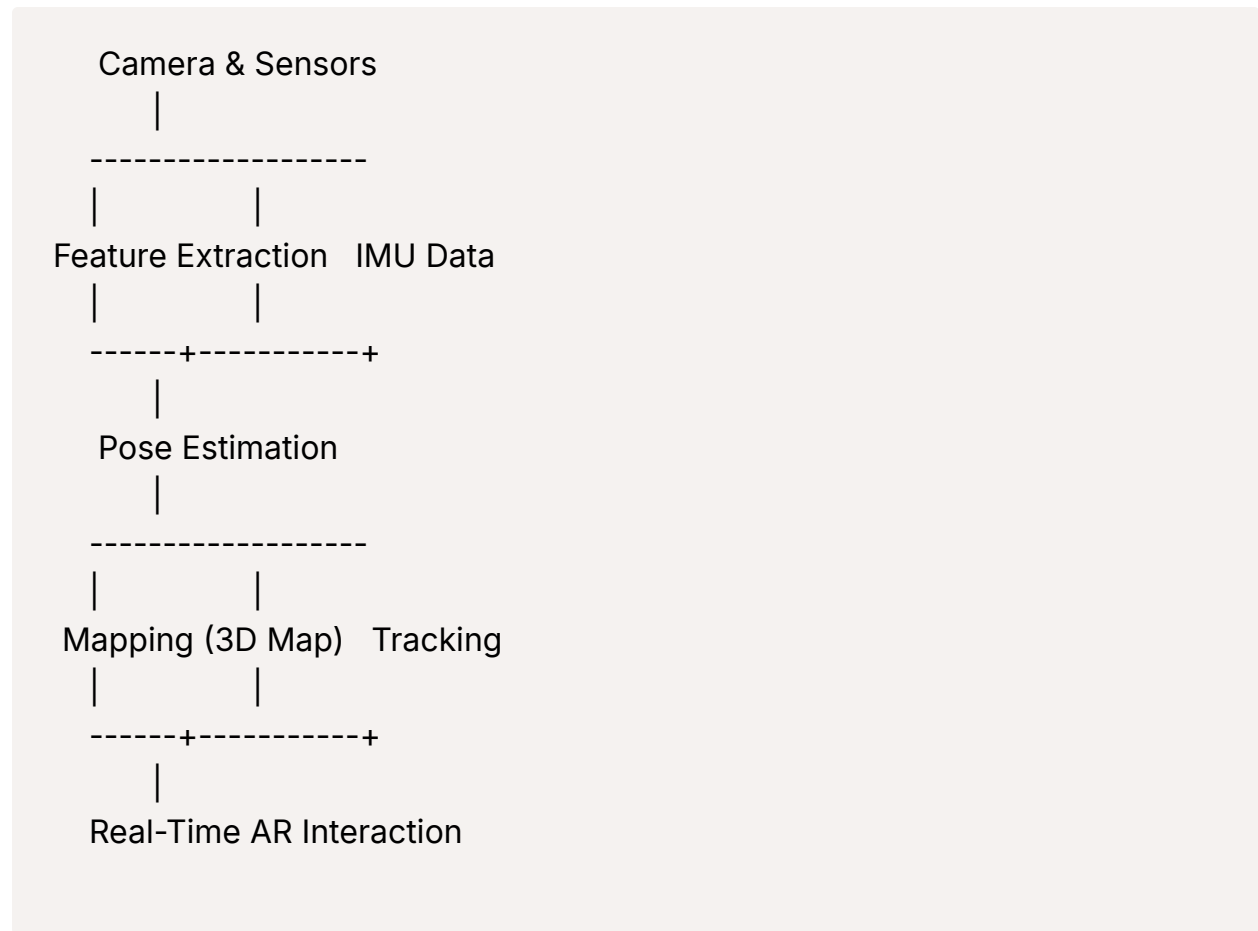 Camera & Sensors
|
-------------------
| |
Feature Extraction IMU Data
| |
------+-----------+
|
Pose Estimation
|
-------------------
| |
Mapping (3D Map) Tracking
| |
------+-----------+
|
Real-Time AR Interaction